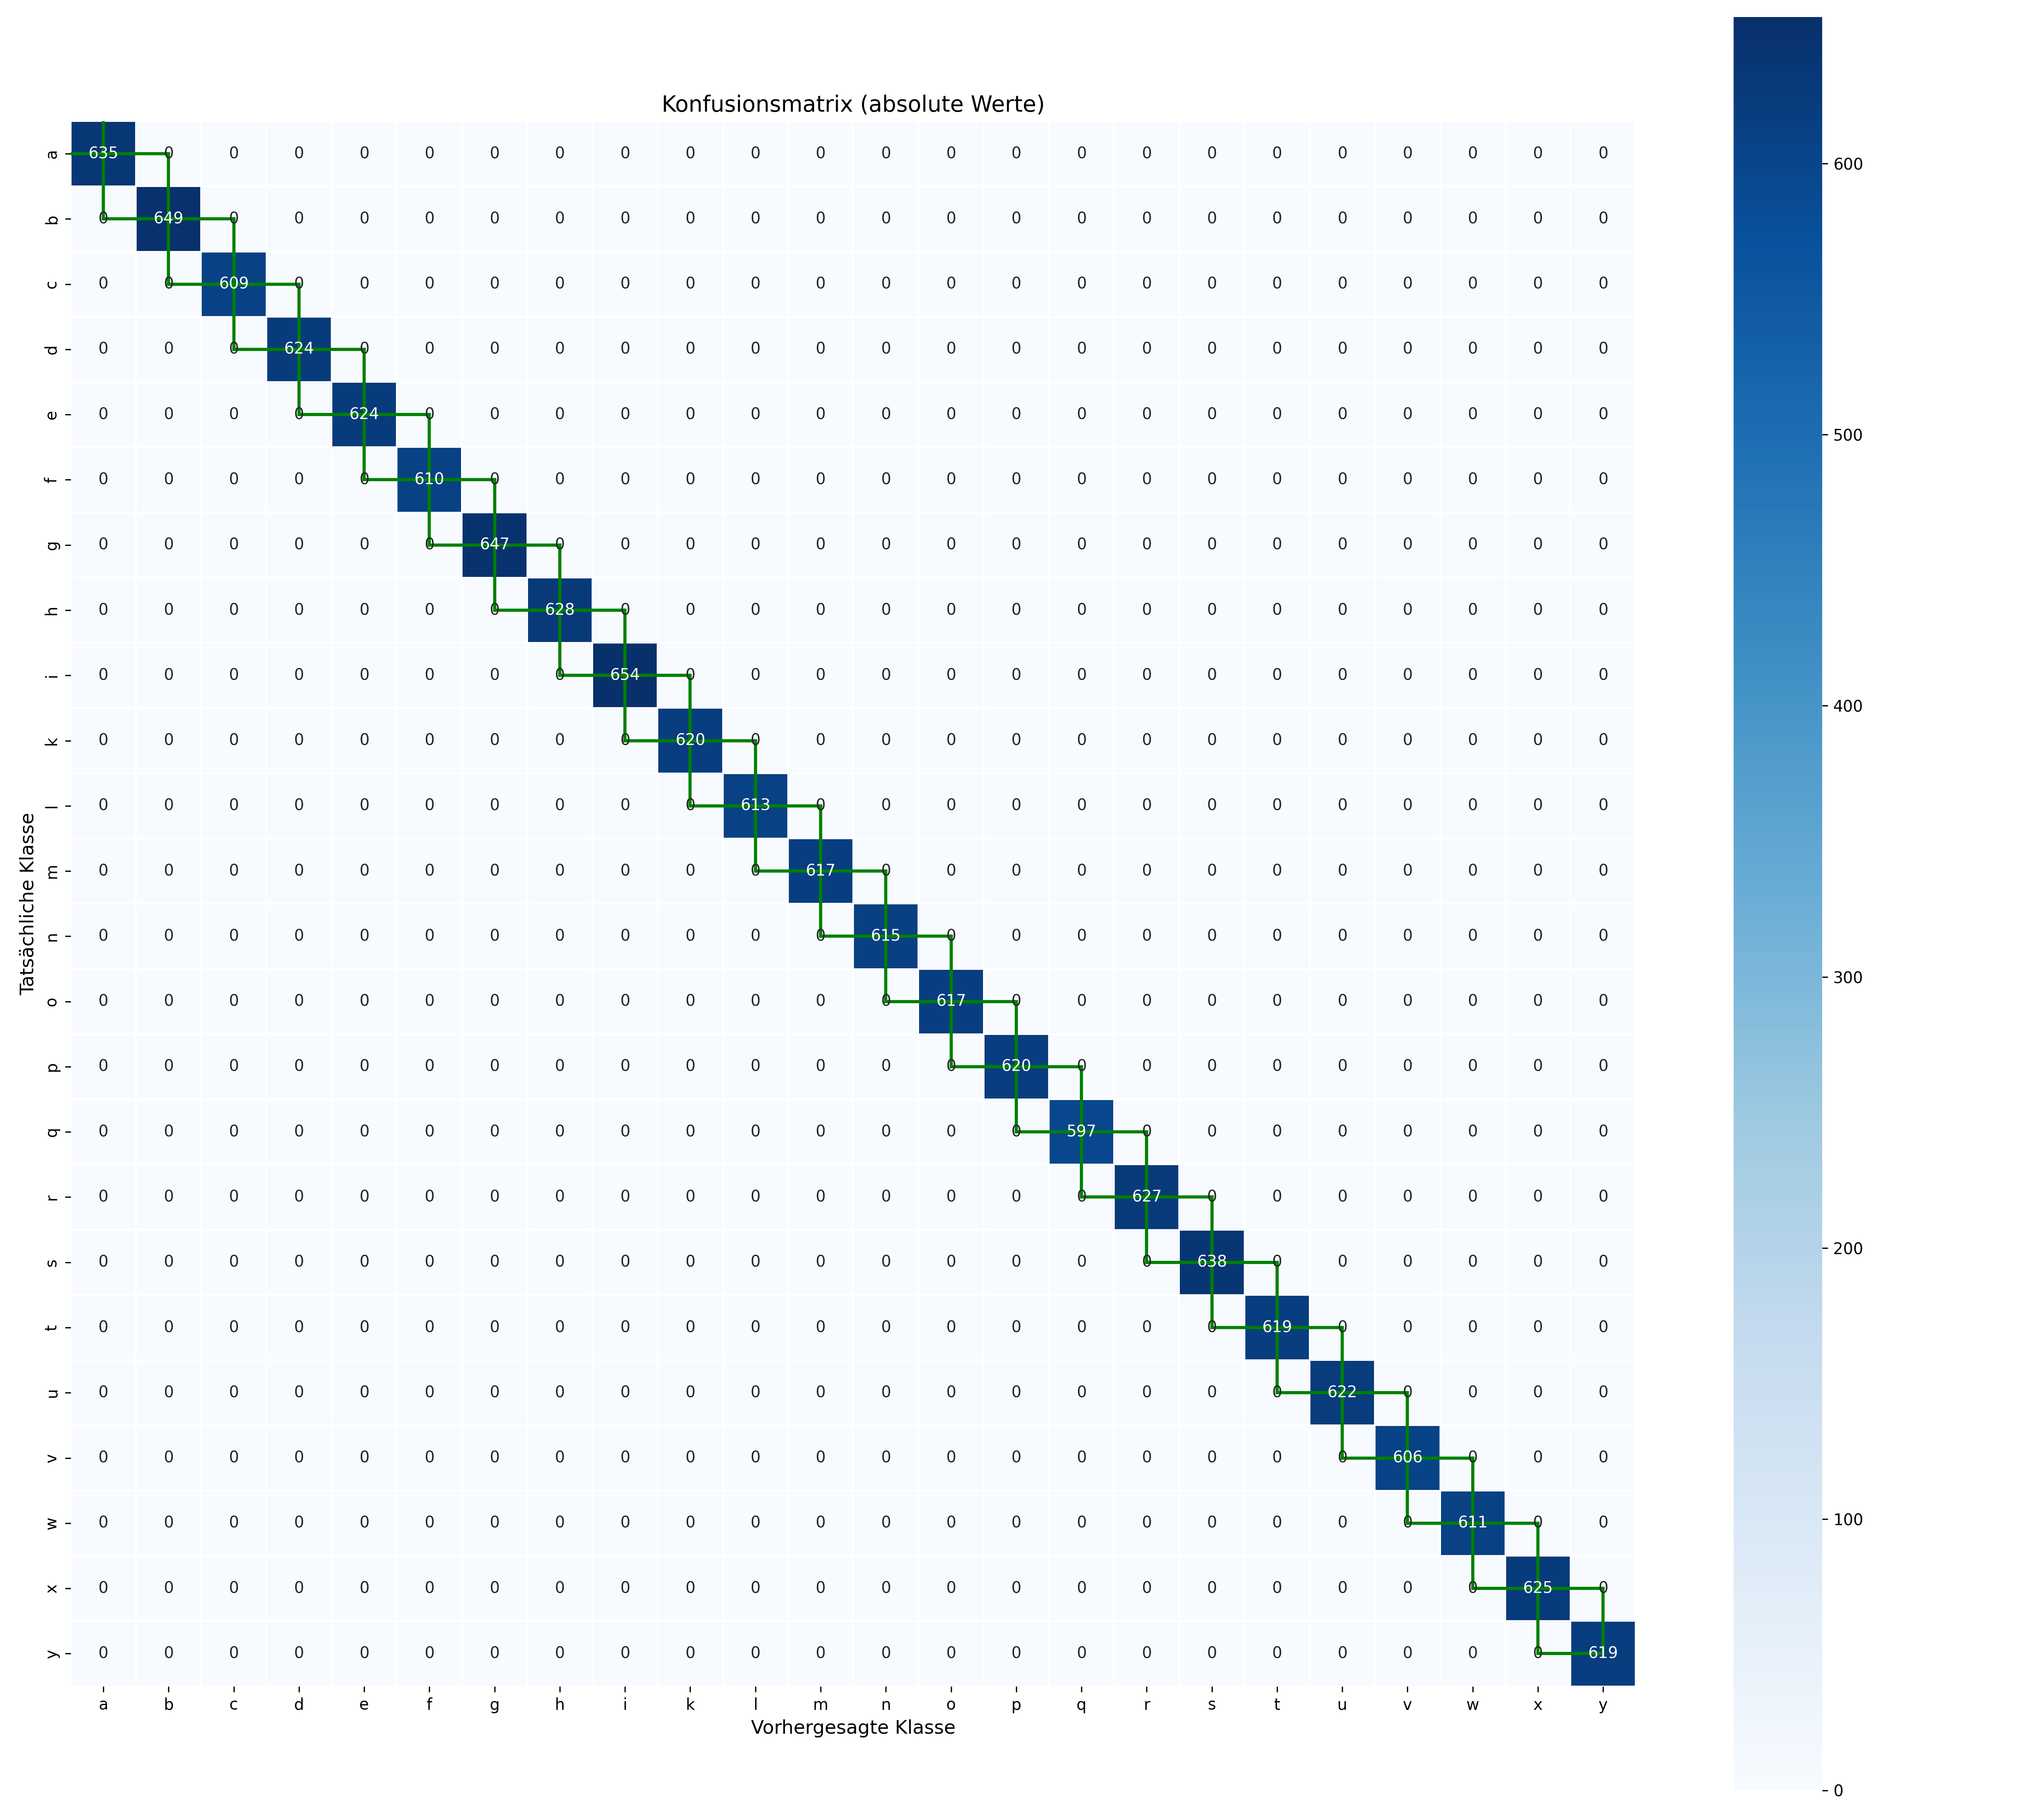 Konfusionsmatrix (absolute Werte)
a 635 0 0 0 0 0 0 0 0 0 0 0 0 0 0 0 0 0 0 0 0 0 0 0
b 0 649 0 0 0 0 0 0 0 0 0 0 0 0 0 0 0 0 0 0 0 0 0 0
c 0 0 609 0 0 0 0 0 0 0 0 0 0 0 0 0 0 0 0 0 0 0 0 0
d 0 0 0 624 0 0 0 0 0 0 0 0 0 0 0 0 0 0 0 0 0 0 0 0
e 0 0 0 0 624 0 0 0 0 0 0 0 0 0 0 0 0 0 0 0 0 0 0 0
f 0 0 0 0 0 610 0 0 0 0 0 0 0 0 0 0 0 0 0 0 0 0 0 0
g 0 0 0 0 0 0 647 0 0 0 0 0 0 0 0 0 0 0 0 0 0 0 0 0
h 0 0 0 0 0 0 0 628 0 0 0 0 0 0 0 0 0 0 0 0 0 0 0 0
i 0 0 0 0 0 0 0 0 654 0 0 0 0 0 0 0 0 0 0 0 0 0 0 0
k 0 0 0 0 0 0 0 0 0 620 0 0 0 0 0 0 0 0 0 0 0 0 0 0
l 0 0 0 0 0 0 0 0 0 0 613 0 0 0 0 0 0 0 0 0 0 0 0 0
m 0 0 0 0 0 0 0 0 0 0 0 617 0 0 0 0 0 0 0 0 0 0 0 0
n 0 0 0 0 0 0 0 0 0 0 0 0 615 0 0 0 0 0 0 0 0 0 0 0
o 0 0 0 0 0 0 0 0 0 0 0 0 0 617 0 0 0 0 0 0 0 0 0 0
p 0 0 0 0 0 0 0 0 0 0 0 0 0 0 620 0 0 0 0 0 0 0 0 0
q 0 0 0 0 0 0 0 0 0 0 0 0 0 0 0 597 0 0 0 0 0 0 0 0
r 0 0 0 0 0 0 0 0 0 0 0 0 0 0 0 0 627 0 0 0 0 0 0 0
s 0 0 0 0 0 0 0 0 0 0 0 0 0 0 0 0 0 638 0 0 0 0 0 0
t 0 0 0 0 0 0 0 0 0 0 0 0 0 0 0 0 0 0 619 0 0 0 0 0
u 0 0 0 0 0 0 0 0 0 0 0 0 0 0 0 0 0 0 0 622 0 0 0 0
v 0 0 0 0 0 0 0 0 0 0 0 0 0 0 0 0 0 0 0 0 606 0 0 0
w 0 0 0 0 0 0 0 0 0 0 0 0 0 0 0 0 0 0 0 0 0 611 0 0
x 0 0 0 0 0 0 0 0 0 0 0 0 0 0 0 0 0 0 0 0 0 0 625 0
y 0 0 0 0 0 0 0 0 0 0 0 0 0 0 0 0 0 0 0 0 0 0 0 619
a b c d e f g h i k l m n o p q r s t u v w x y
Vorhergesagte Klasse
Tatsächliche Klasse
600
500
400
300
200
100
0